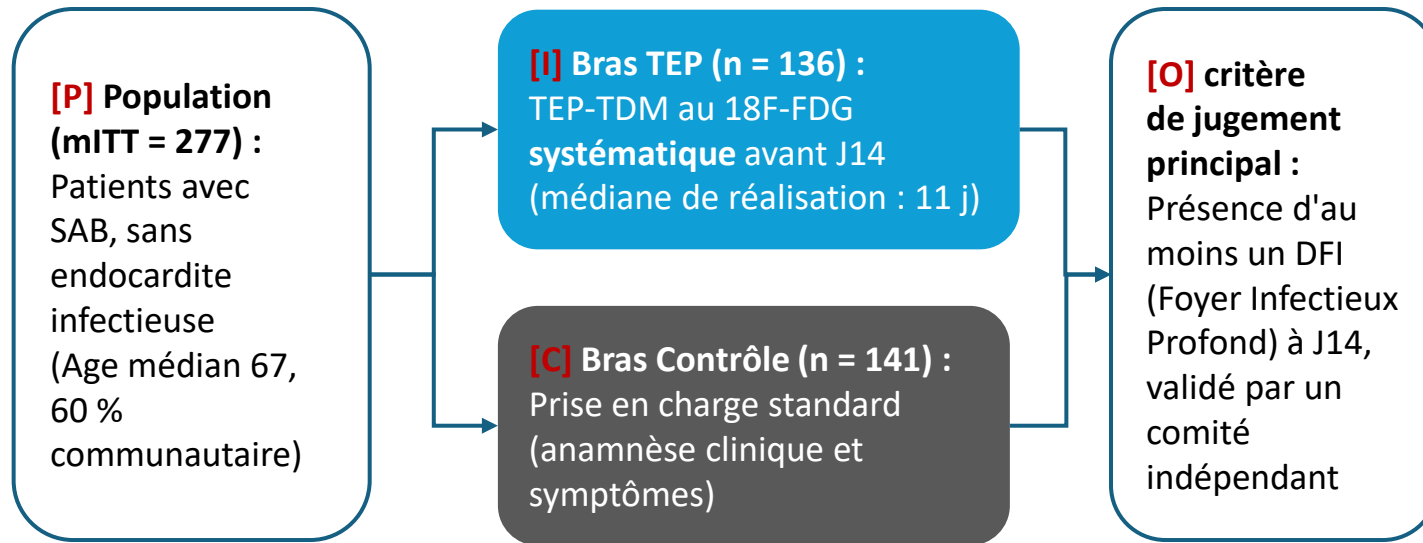 [P] Population
(mITT = 277) :
Patients avec
SAB, sans
endocardite
infectieuse
(Age médian 67,
60 %
communautaire)
[I] Bras TEP (n = 136) :
TEP-TDM au 18F-FDG
systématique avant J14
(médiane de réalisation : 11 j)
[C] Bras Contrôle (n = 141) :
Prise en charge standard
(anamnèse clinique et
symptômes)
[O] critère
de jugement
principal :
Présence d'au
moins un DFI
(Foyer Infectieux
Profond) à J14,
validé par un
comité
indépendant